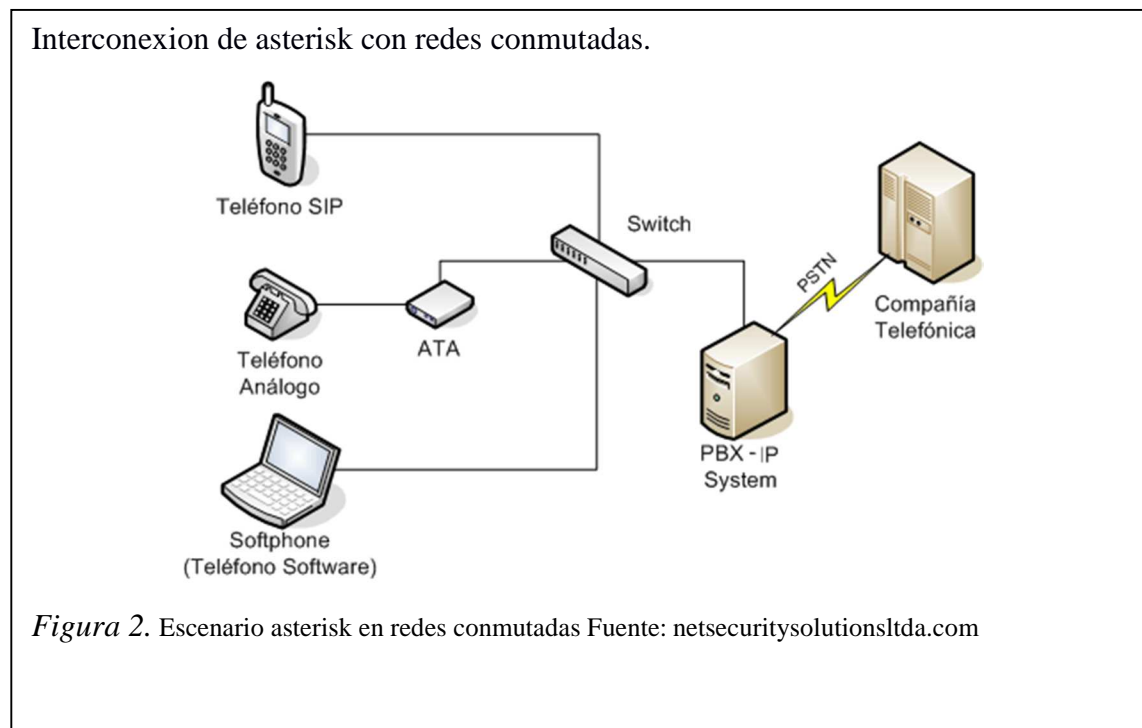 Interconexion de asterisk con redes conmutadas.
Teléfono SIP
Switch
PSTN
Compañía
Telefónica
Teléfono
Análogo
ATA
PBX - IP
System
Softphone
(Teléfono Software)
Figura 2. Escenario asterisk en redes conmutadas Fuente: netsecuritysolutionsltda.com